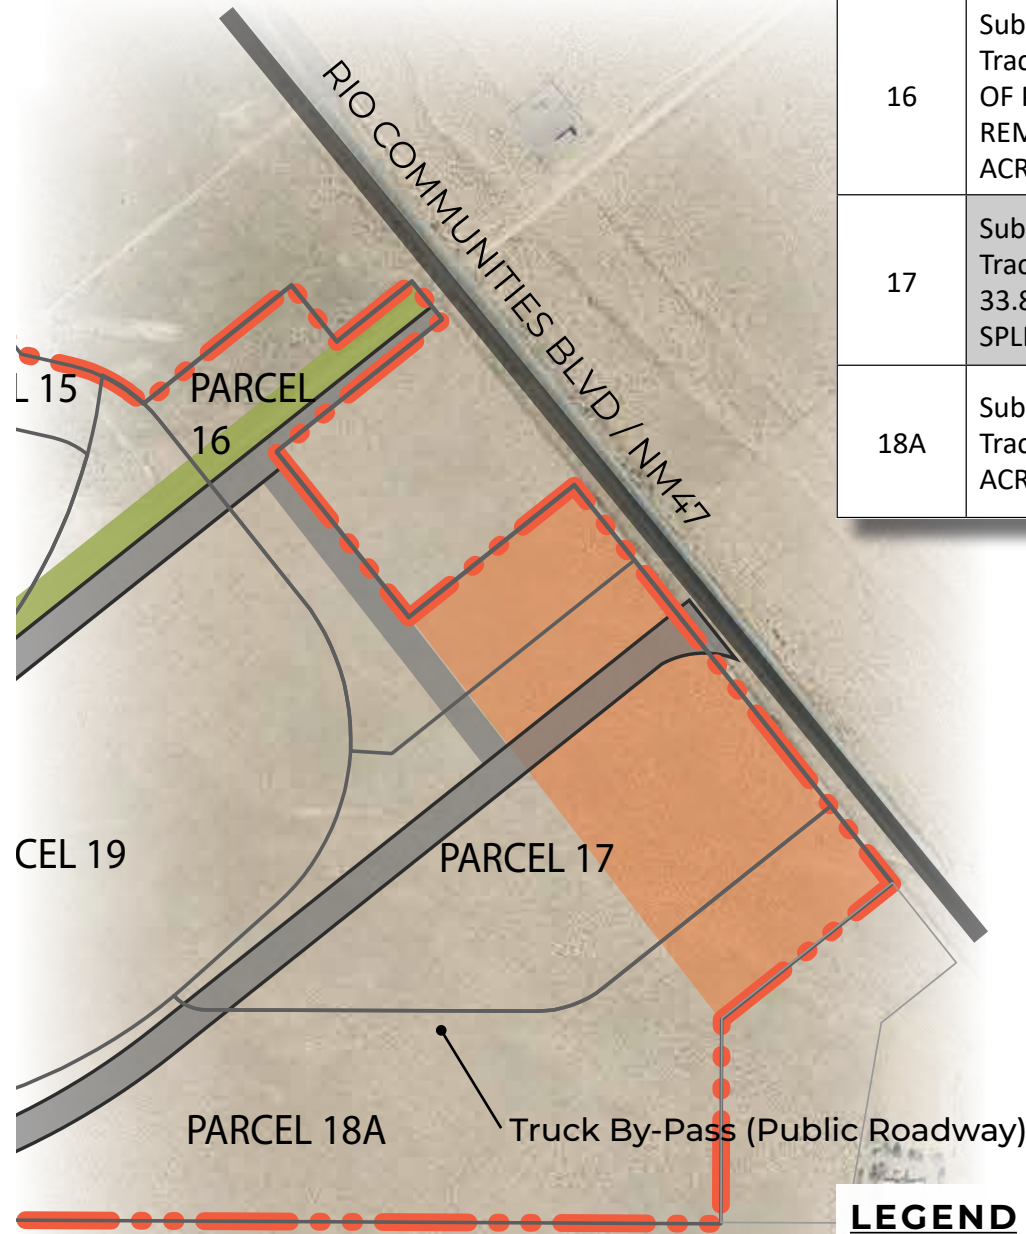 16
Sub
Trac
OF
REM
ACR
17
Sub
Trac
33.8
SPLI
18A
Sub
Trac
ACR
RIO COMMUNITIES BLVD / NM47
L 15
PARCEL
16
CEL 19
PARCEL 17
PARCEL 18A
Truck By-Pass (Public Roadway)
LEGEND